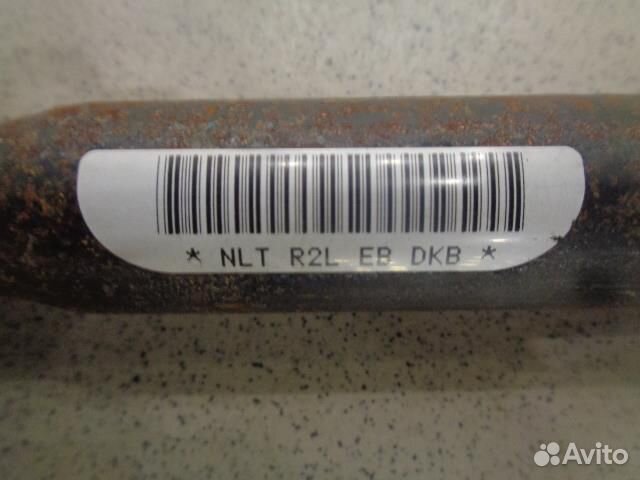 * NLT R2L EB DKB *
Avito